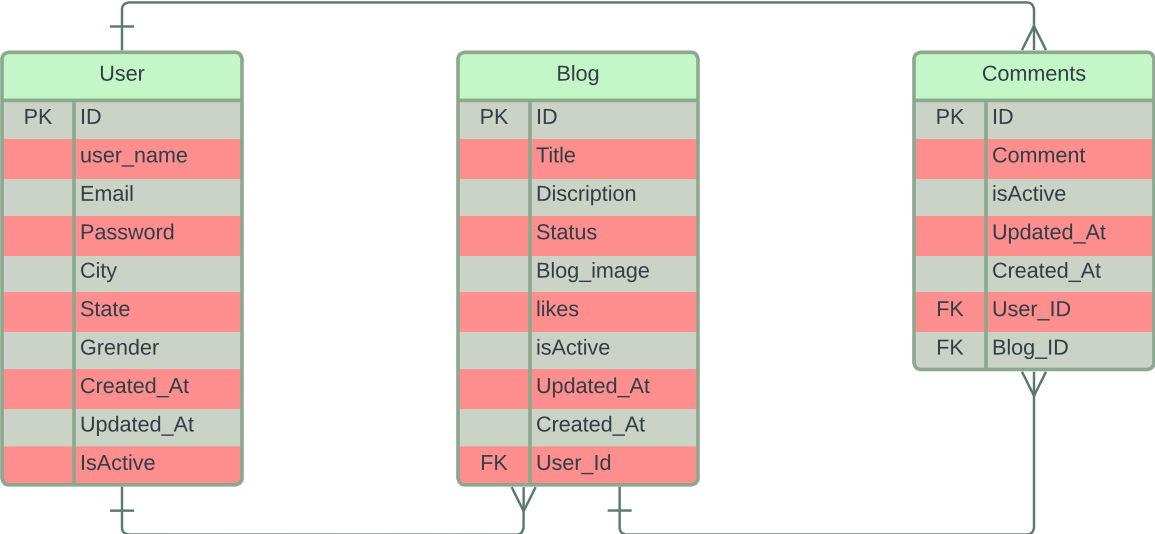 User
PK ID
user_name
Email
Password
City
State
Grender
Created_At
Updated_At
IsActive
Blog
PK ID
Title
Discription
Status
Blog_image
likes
isActive
Updated_At
Created_At
FK User_Id
Comments
PK ID
Comment
isActive
Updated_At
Created_At
FK User_ID
FK Blog_ID